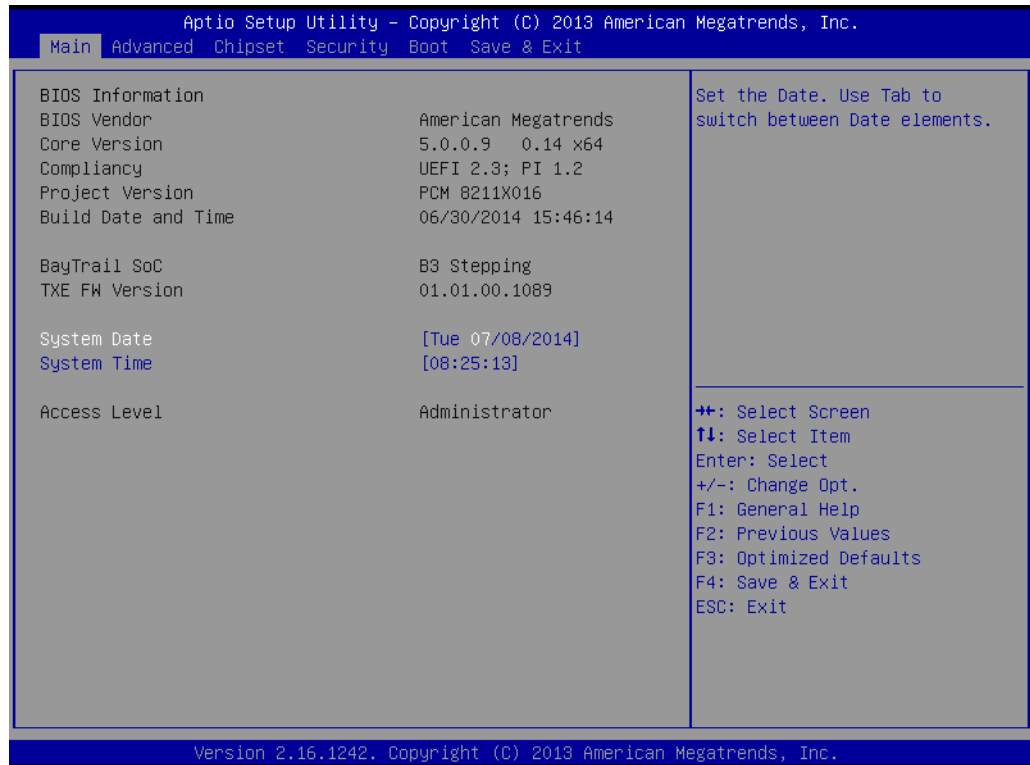 Aptio Setup Utility – Copyright (C) 2013 American Megatrends, Inc.
Main Advanced Chipset Security Boot Save & Exit
BIOS Information
BIOS Vendor American Megatrends
Core Version 5.0.0.9 0.14 x64
Compliancy UEFI 2.3; PI 1.2
Project Version PCM 8211X016
Build Date and Time 06/30/2014 15:46:14
BayTrail SoC B3 Stepping
TXE FW Version 01.01.00.1089
System Date [Tue 07/08/2014]
System Time [08:25:13]
Access Level Administrator
Set the Date. Use Tab to
switch between Date elements.
→←: Select Screen
↑↓: Select Item
Enter: Select
+/-: Change Opt.
F1: General Help
F2: Previous Values
F3: Optimized Defaults
F4: Save & Exit
ESC: Exit
Version 2.16.1242. Copyright (C) 2013 American Megatrends, Inc.